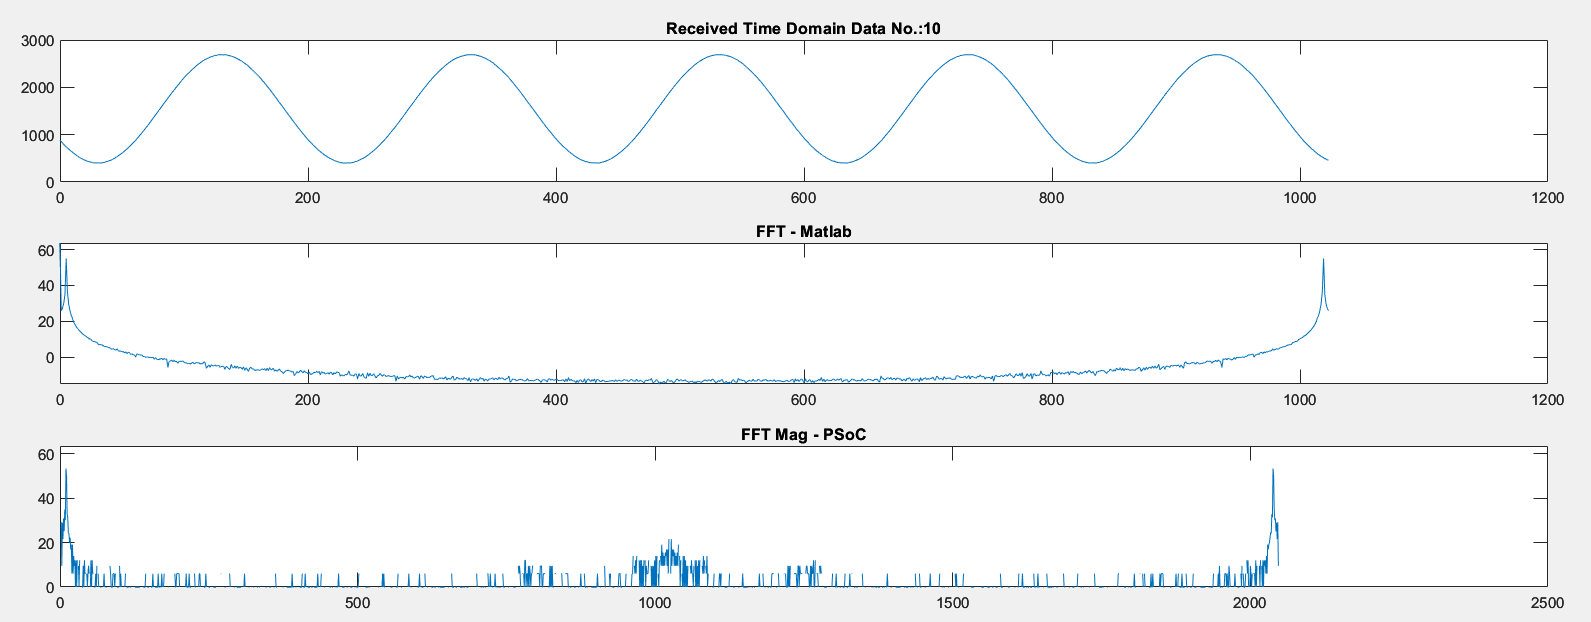 Received Time Domain Data No.:10
3000
2000
1000
0
0 200 400 600 800 1000 1200
FFT - Matlab
60
40
20
0
0 200 400 600 800 1000 1200
FFT Mag - PSoC
60
40
20
0
0 500 1000 1500 2000 2500